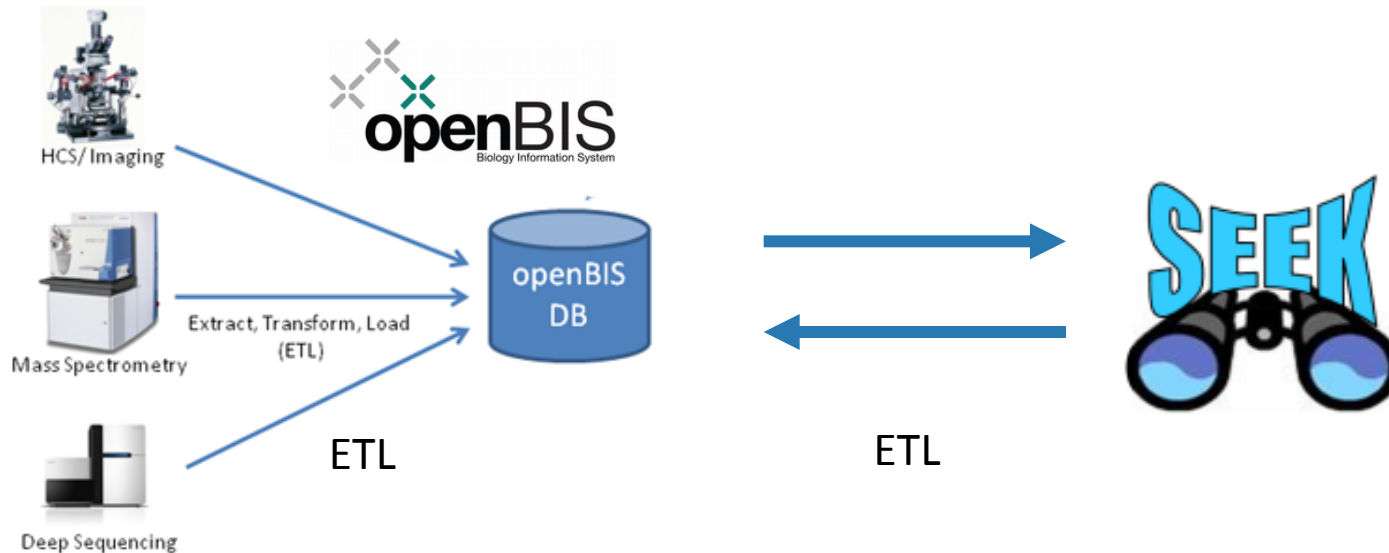 HCS/ Imaging
openBIS
Biology Information System
Mass Spectrometry
Extract, Transform, Load
(ETL)
openBIS
DB
SEEK
Deep Sequencing
ETL
ETL